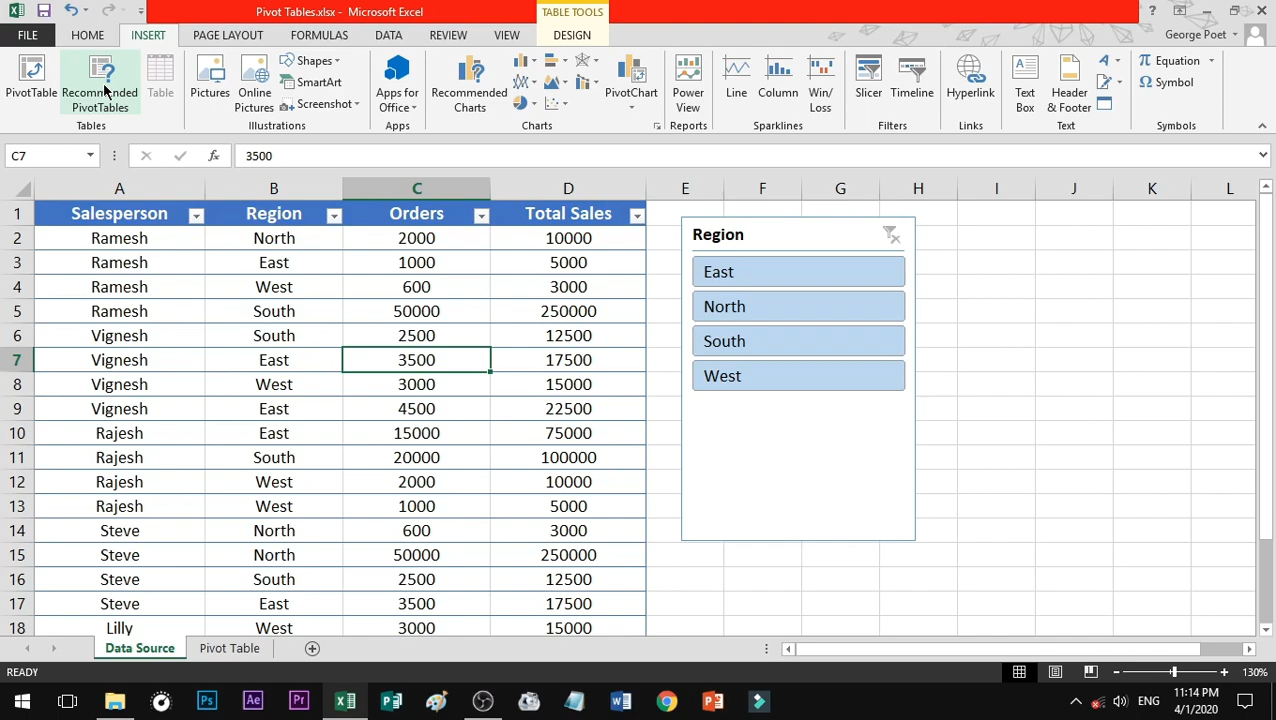 Pivot Tables.xlsx - Microsoft Excel
TABLE TOOLS
FILE HOME INSERT PAGE LAYOUT FORMULAS DATA REVIEW VIEW DESIGN George Poet
PivotTable Recommended PivotTables Table Pictures Online Pictures Shapes SmartArt Screenshot Apps for Office Recommended Charts PivotChart Power View Line Column Win/Loss Slicer Timeline Hyperlink Text Box Header & Footer Equation Symbol
Tables Illustrations Apps Charts Reports Sparklines Filters Links Text Symbols
C7 fx 3500
A B C D E F G H I J K L
1 Salesperson Region Orders Total Sales
2 Ramesh North 2000 10000
3 Ramesh East 1000 5000
4 Ramesh West 600 3000
5 Ramesh South 50000 250000
6 Vignesh South 2500 12500
7 Vignesh East 3500 17500
8 Vignesh West 3000 15000
9 Vignesh East 4500 22500
10 Rajesh East 15000 75000
11 Rajesh South 20000 100000
12 Rajesh West 2000 10000
13 Rajesh West 1000 5000
14 Steve North 600 3000
15 Steve North 50000 250000
16 Steve South 2500 12500
17 Steve East 3500 17500
18 Lilly West 3000 15000
Region
East
North
South
West
Data Source Pivot Table
READY 130%
Ps Ae Pr ENG 11:14 PM
4/1/2020